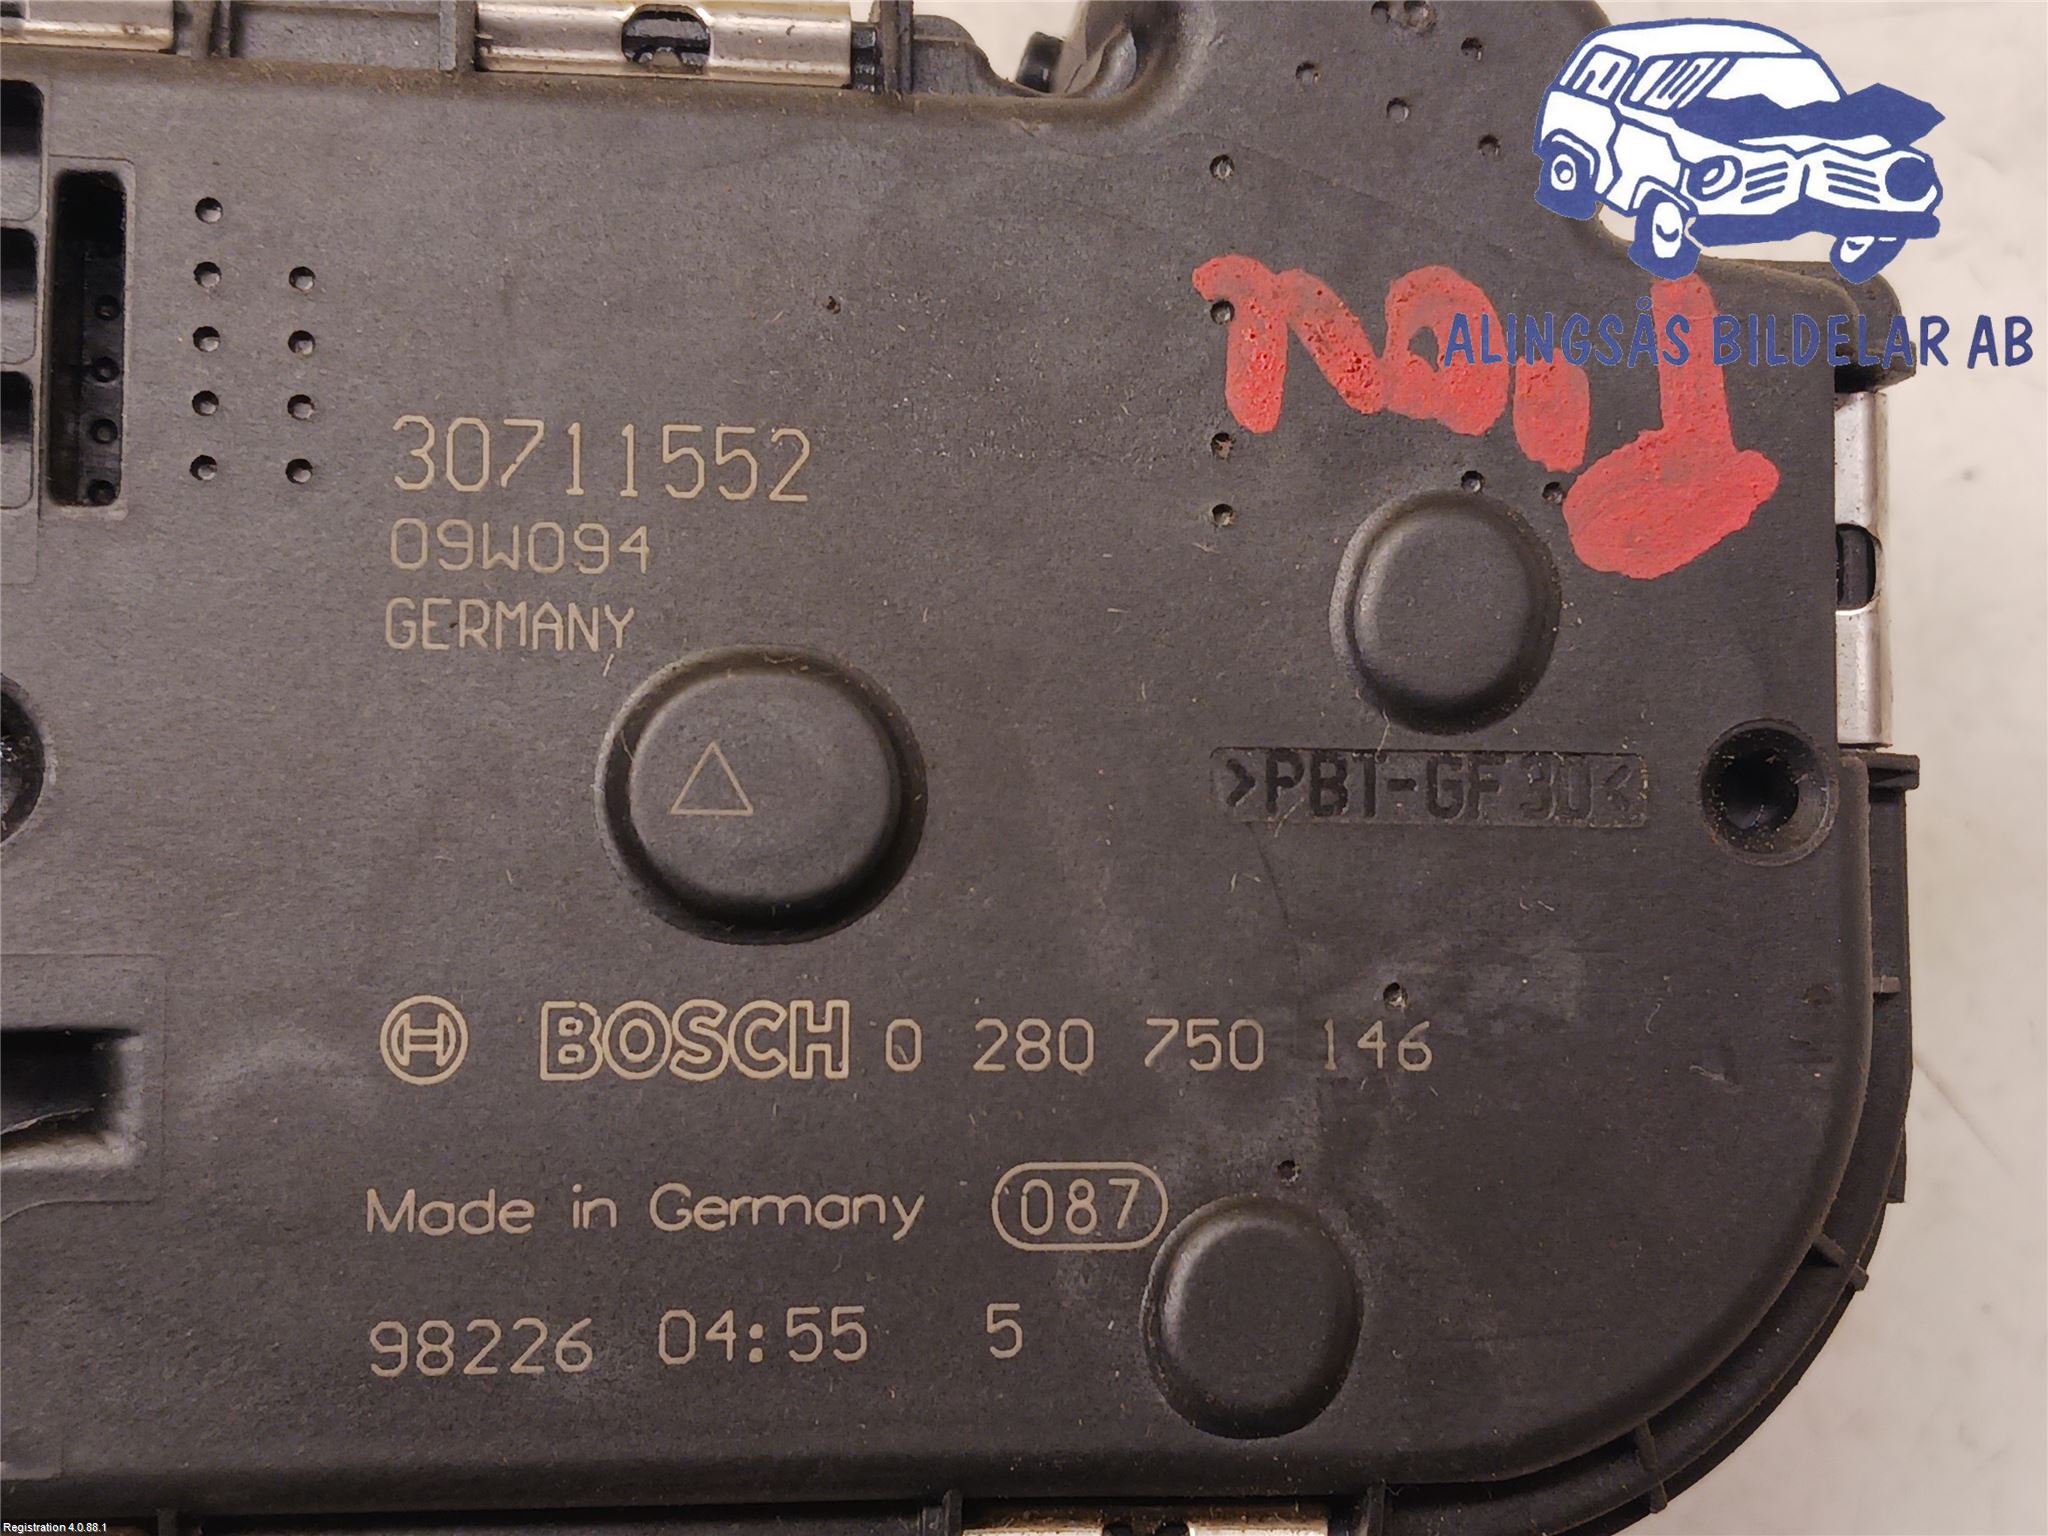 ALINGSÅS BILDELAR AB
30711552
09W094
GERMANY
>PBT-GF30<
BOSCH 0 280 750 146
Made in Germany 087
98226 04:55 5
Registration 4.0.88.1